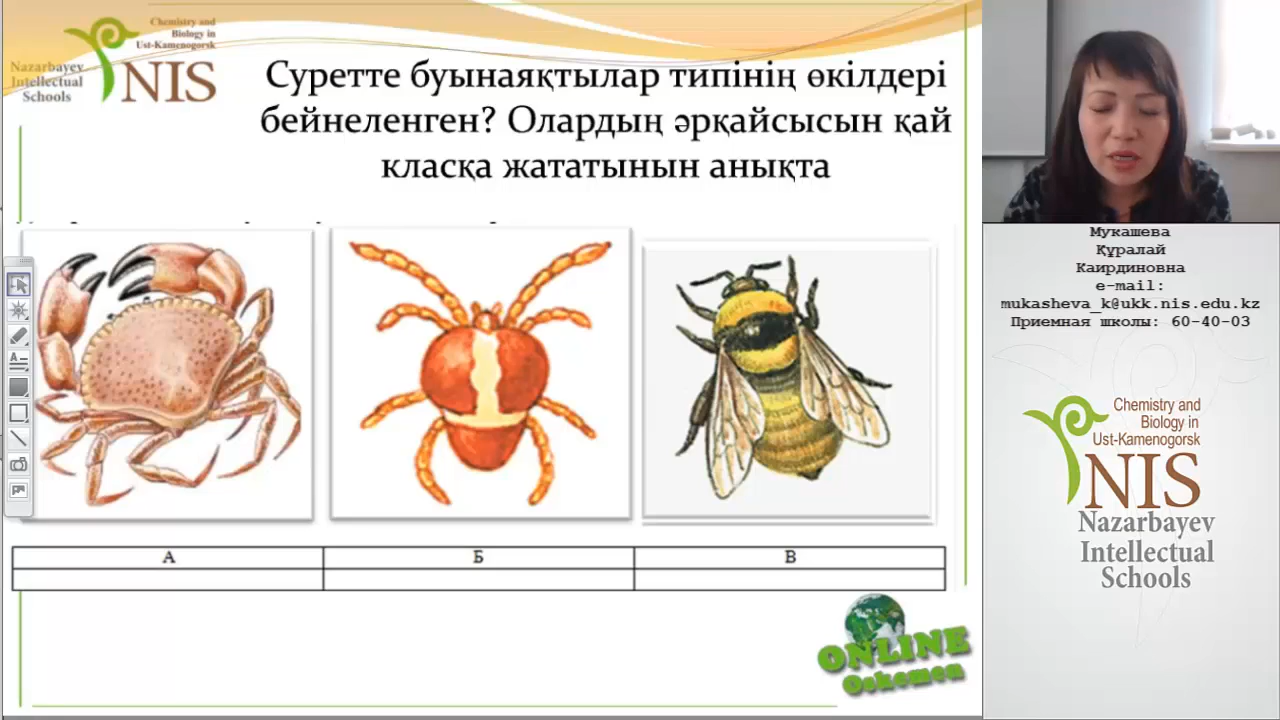 Chemistry and
Biology in
Ust-Kamenogorsk
Nazarbayev
Intellectual
Schools
NIS
Суретте буынаяқтылар типінің өкілдері
бейнеленген? Олардың әрқайсысын қай
класқа жататынын анықта
А
Б
В
ONLINE
Оскемен
Мукашева
Құралай
Каирдиновна
e-mail:
mukasheva_k@ukk.nis.edu.kz
Приемная школы: 60-40-03
Chemistry and
Biology in
Ust-Kamenogorsk
NIS
Nazarbayev
Intellectual
Schools